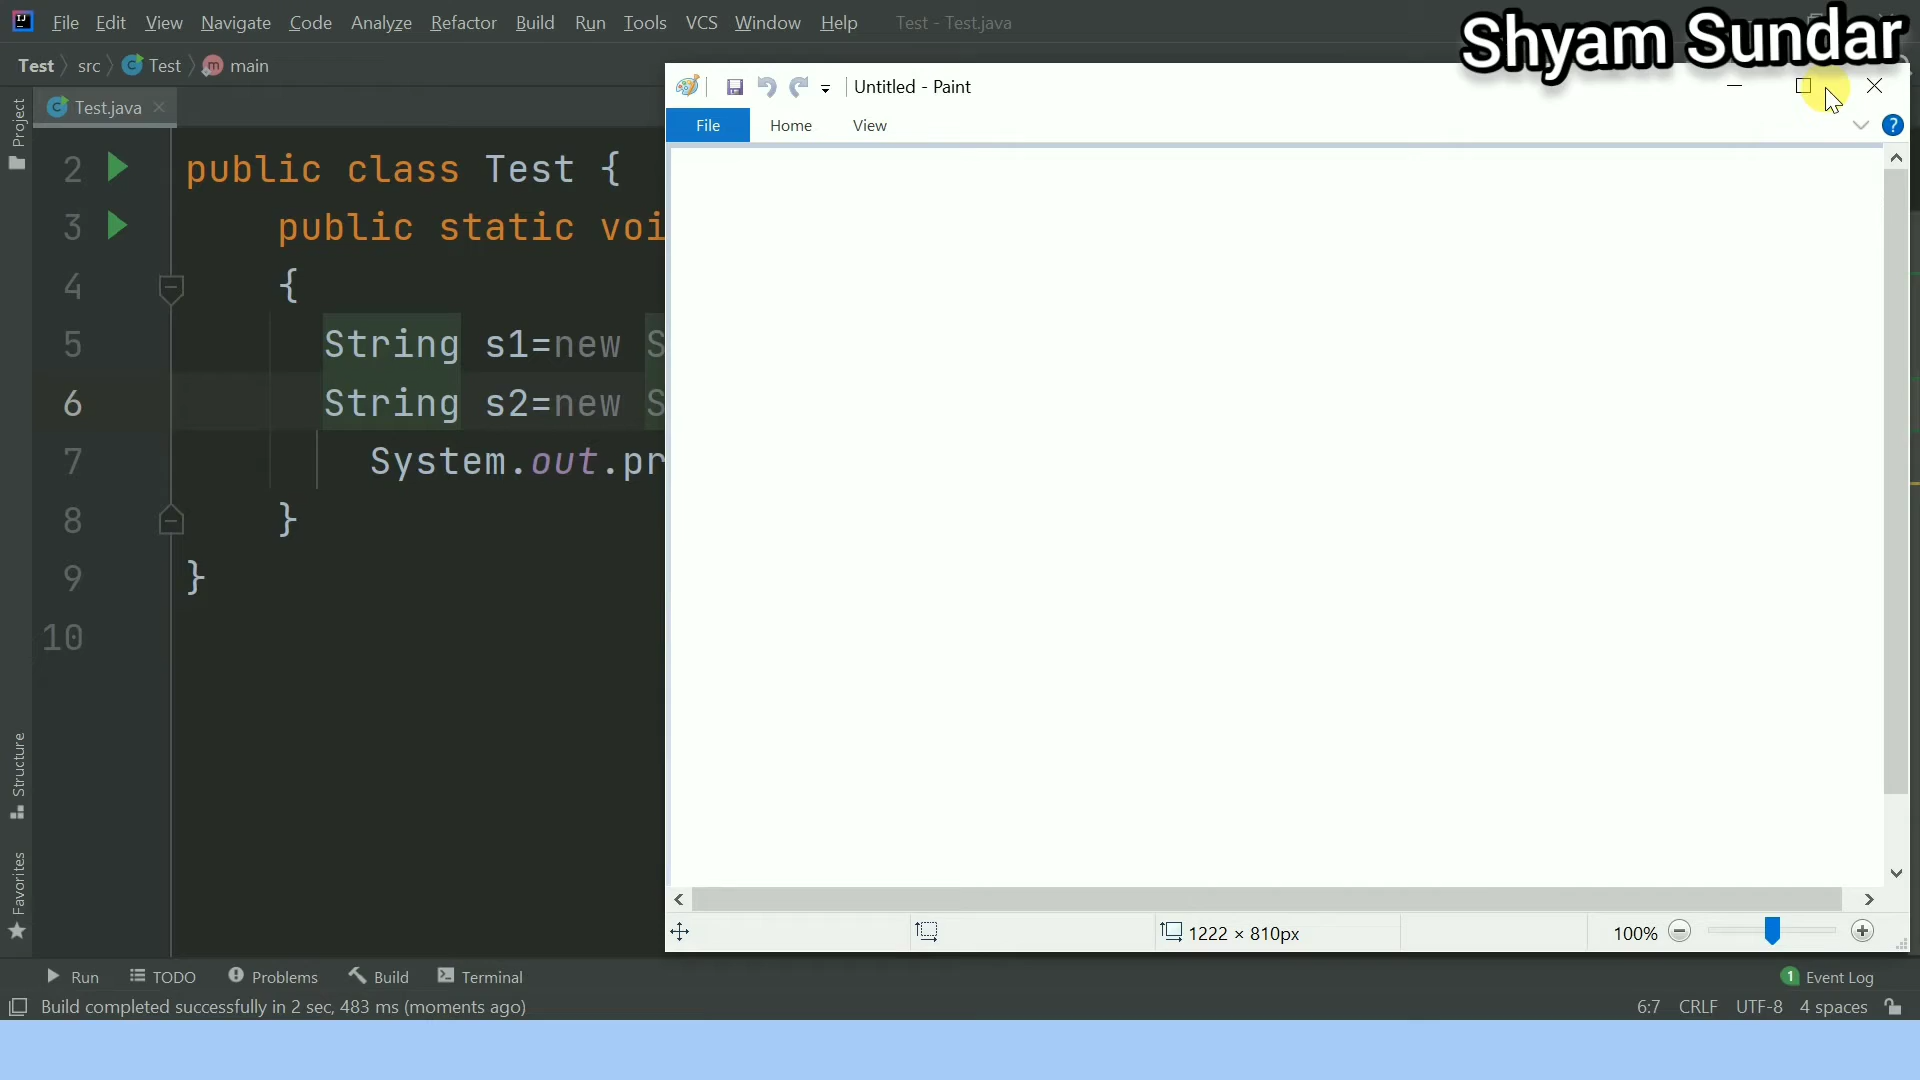 File Edit View Navigate Code Analyze Refactor Build Run Tools VCS Window Help Test - Test.java
Shyam Sundar
Test src Test main
Untitled - Paint
Test.java
File Home View
Project
2 public class Test {
3 public static voi
4 {
5 String s1=new S
6 String s2=new S
7 System.out.pr
8 }
9 }
10
Structure
Favorites
1222 × 810px
100%
Run TODO Problems Build Terminal
1 Event Log
Build completed successfully in 2 sec, 483 ms (moments ago)
6:7 CRLF UTF-8 4 spaces